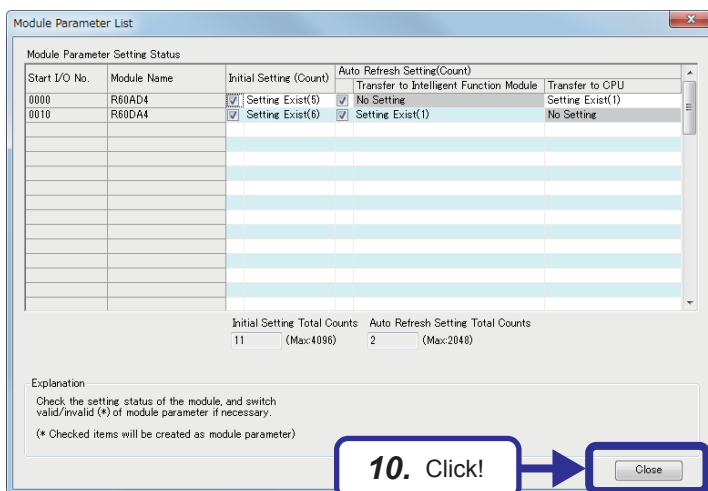 Module Parameter List
x
Module Parameter Setting Status
Start I/O No. Module Name Initial Setting (Count) Auto Refresh Setting(Count)
Transfer to Intelligent Function Module Transfer to CPU
0000 R60AD4 Setting Exist(5) No Setting Setting Exist(1)
0010 R60DA4 Setting Exist(6) Setting Exist(1) No Setting
Initial Setting Total Counts Auto Refresh Setting Total Counts
11 (Max:4096) 2 (Max:2048)
Explanation
Check the setting status of the module, and switch
valid/invalid (*) of module parameter if necessary.
(* Checked items will be created as module parameter)
10. Click!
Close